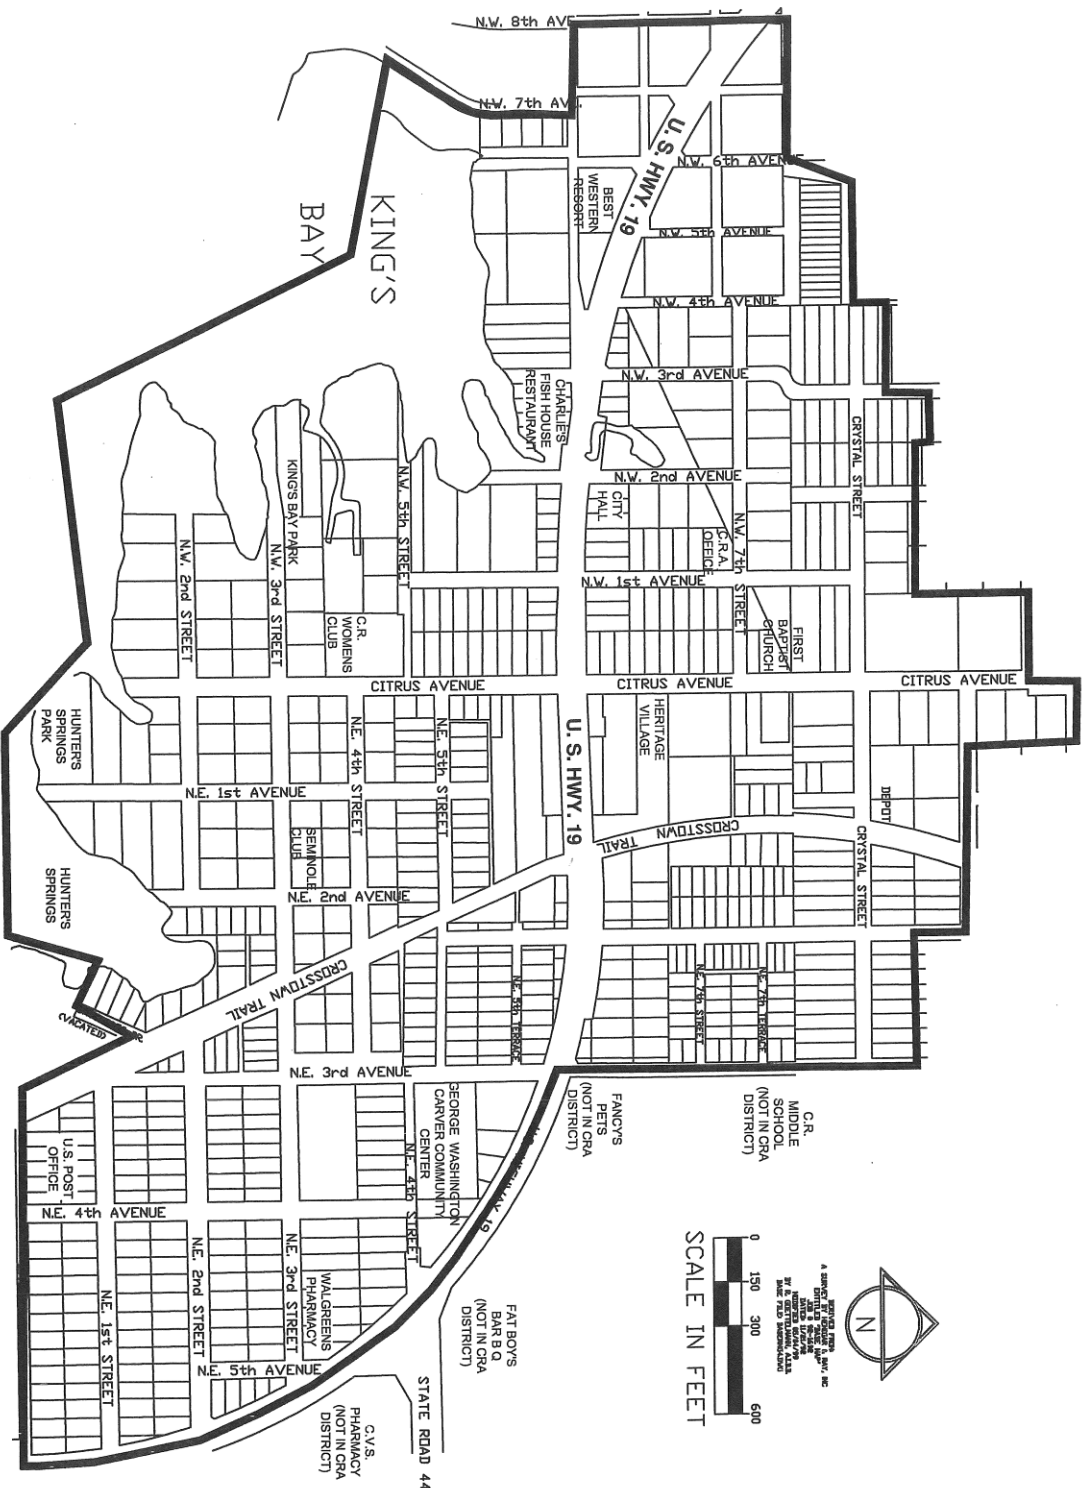 N.W. 8th AVE
N.W. 7th AV
U.S. HWY. 19
N.W. 6th AVENUE
BEST
WESTERN
RESORT
N.W. 5th AVENUE
KING'S
BAY
N.W. 4th AVENUE
N.W. 3rd AVENUE
CHARLIE'S
FISH HOUSE
RESTAURANT
CRYSTAL STREET
N.W. 2nd AVENUE
KING'S BAY PARK
N.W. 5th STREET
CITY
HALL
C.R.A.
OFFICE
N.W. 7th STREET
N.W. 2nd STREET
N.W. 3rd STREET
N.W. 1st AVENUE
C.R.
WOMENS
CLUB
FIRST
BAPTIST
CHURCH
CITRUS AVENUE
CITRUS AVENUE
CITRUS AVENUE
HUNTER'S
SPRINGS
PARK
N.E. 4th STREET
N.E. 5th STREET
U. S. HWY. 19
HERITAGE
VILLAGE
N.E. 1st AVENUE
DEPOT
CROSSTOWN
TRAIL
CRYSTAL STREET
SEMINOLE
CLUB
HUNTER'S
SPRINGS
N.E. 2nd AVENUE
CROSSTOWN TRAIL
N.E. 5th TERRACE
N.E. 7th STREET
N.E. 7th TERRACE
(VACATED)
N.E. 3rd AVENUE
GEORGE WASHINGTON
CARVER COMMUNITY
CENTER
FANCY'S
PETS
(NOT IN CRA
DISTRICT)
C.R.
MIDDLE
SCHOOL
(NOT IN CRA
DISTRICT)
U.S. POST
OFFICE
N.E. 4th STREET
N.E. 4th AVENUE
N.E. 1st STREET
N.E. 2nd STREET
N.E. 3rd STREET
WALGREENS
PHARMACY
N.E. 5th AVENUE
FAT BOY'S
BAR B Q
(NOT IN CRA
DISTRICT)
C.V.S.
PHARMACY
(NOT IN CRA
DISTRICT)
STATE ROAD 44
0 150 300 600
SCALE IN FEET
N